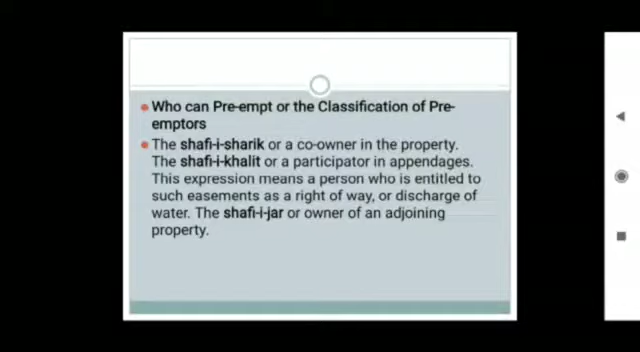 Who can Pre-empt or the Classification of Pre-
emptors
The shafi-i-sharik or a co-owner in the property.
The shafi-i-khalit or a participator in appendages.
This expression means a person who is entitled to
such easements as a right of way, or discharge of
water. The shafi-i-jar or owner of an adjoining
property.